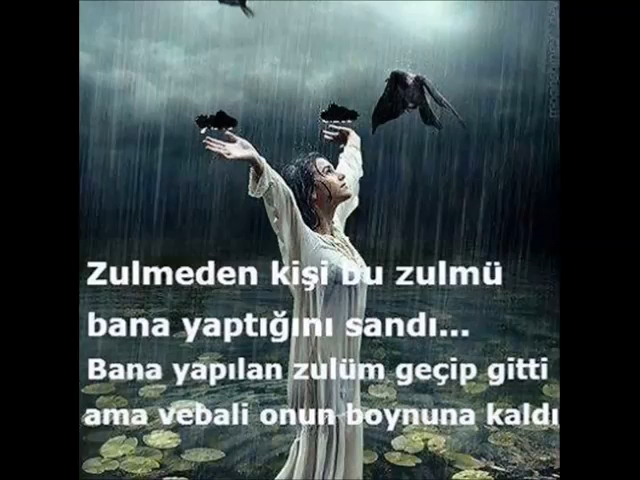 Zulmeden kişi bu zulmü
bana yaptığını sandı...
Bana yapılan zulüm geçip gitti
ama vebali onun boynuna kaldı